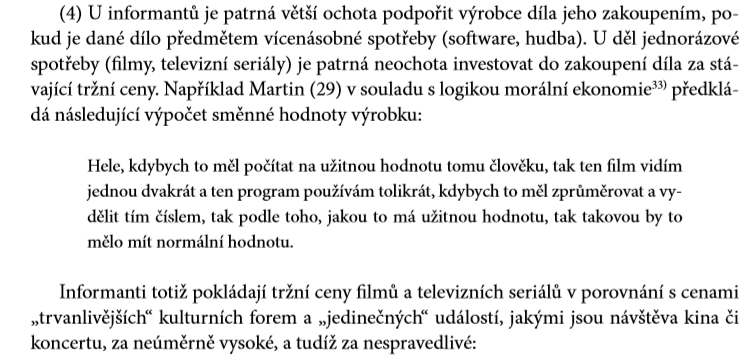 (4) U informantů je patrná větší ochota podpořit výrobce díla jeho zakoupením, po-
kud je dané dílo předmětem vícenásobné spotřeby (software, hudba). U děl jednorázové
spotřeby (filmy, televizní seriály) je patrná neochota investovat do zakoupení díla za stá-
vající tržní ceny. Například Martin (29) v souladu s logikou morální ekonomie³³⁾ předklá-
dá následující výpočet směnné hodnoty výrobku:
Hele, kdybych to měl počítat na užitnou hodnotu tomu člověku, tak ten film vidím
jednou dvakrát a ten program používám tolikrát, kdybych to měl zprůměrovat a vy-
dělit tím číslem, tak podle toho, jakou to má užitnou hodnotu, tak takovou by to
mělo mít normální hodnotu.
Informanti totiž pokládají tržní ceny filmů a televizních seriálů v porovnání s cenami
„trvanlivějších“ kulturních forem a „jedinečných“ událostí, jakými jsou návštěva kina či
koncertu, za neúměrně vysoké, a tudíž za nespravedlivé: